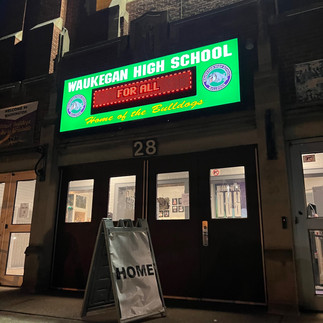 WAUKEGAN HIGH SCHOOL
FOR ALL
Home of the Bulldogs
28
HOME